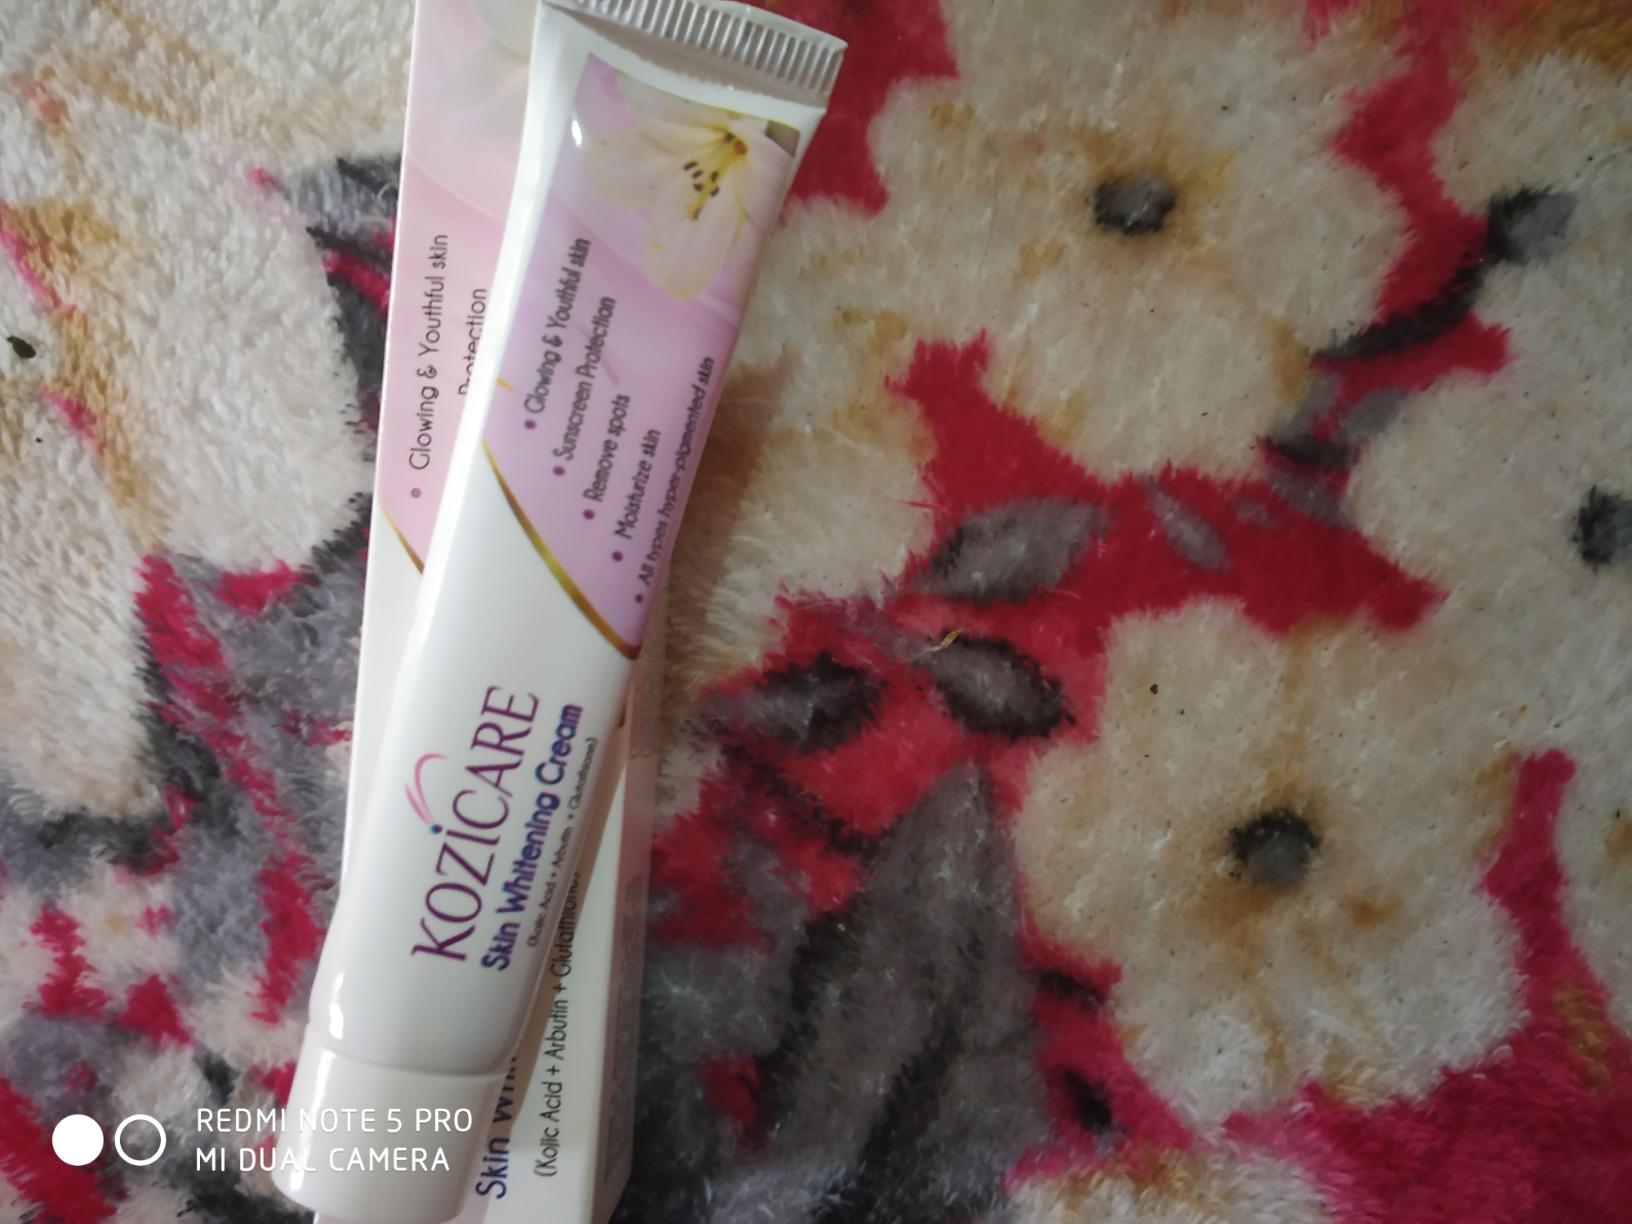 • Glowing & Youthful skin
• Sunscreen Protection
• Remove spots
• Moisturize skin
• All types hyper-pigmented skin
KOZICARE
Skin Whitening Cream
(Kojic Acid + Arbutin + Glutathione)
• Glowing & Youthful skin
Protection
Skin
(Kojic Acid + Arbutin + Glutathione)
REDMI NOTE 5 PRO
MI DUAL CAMERA